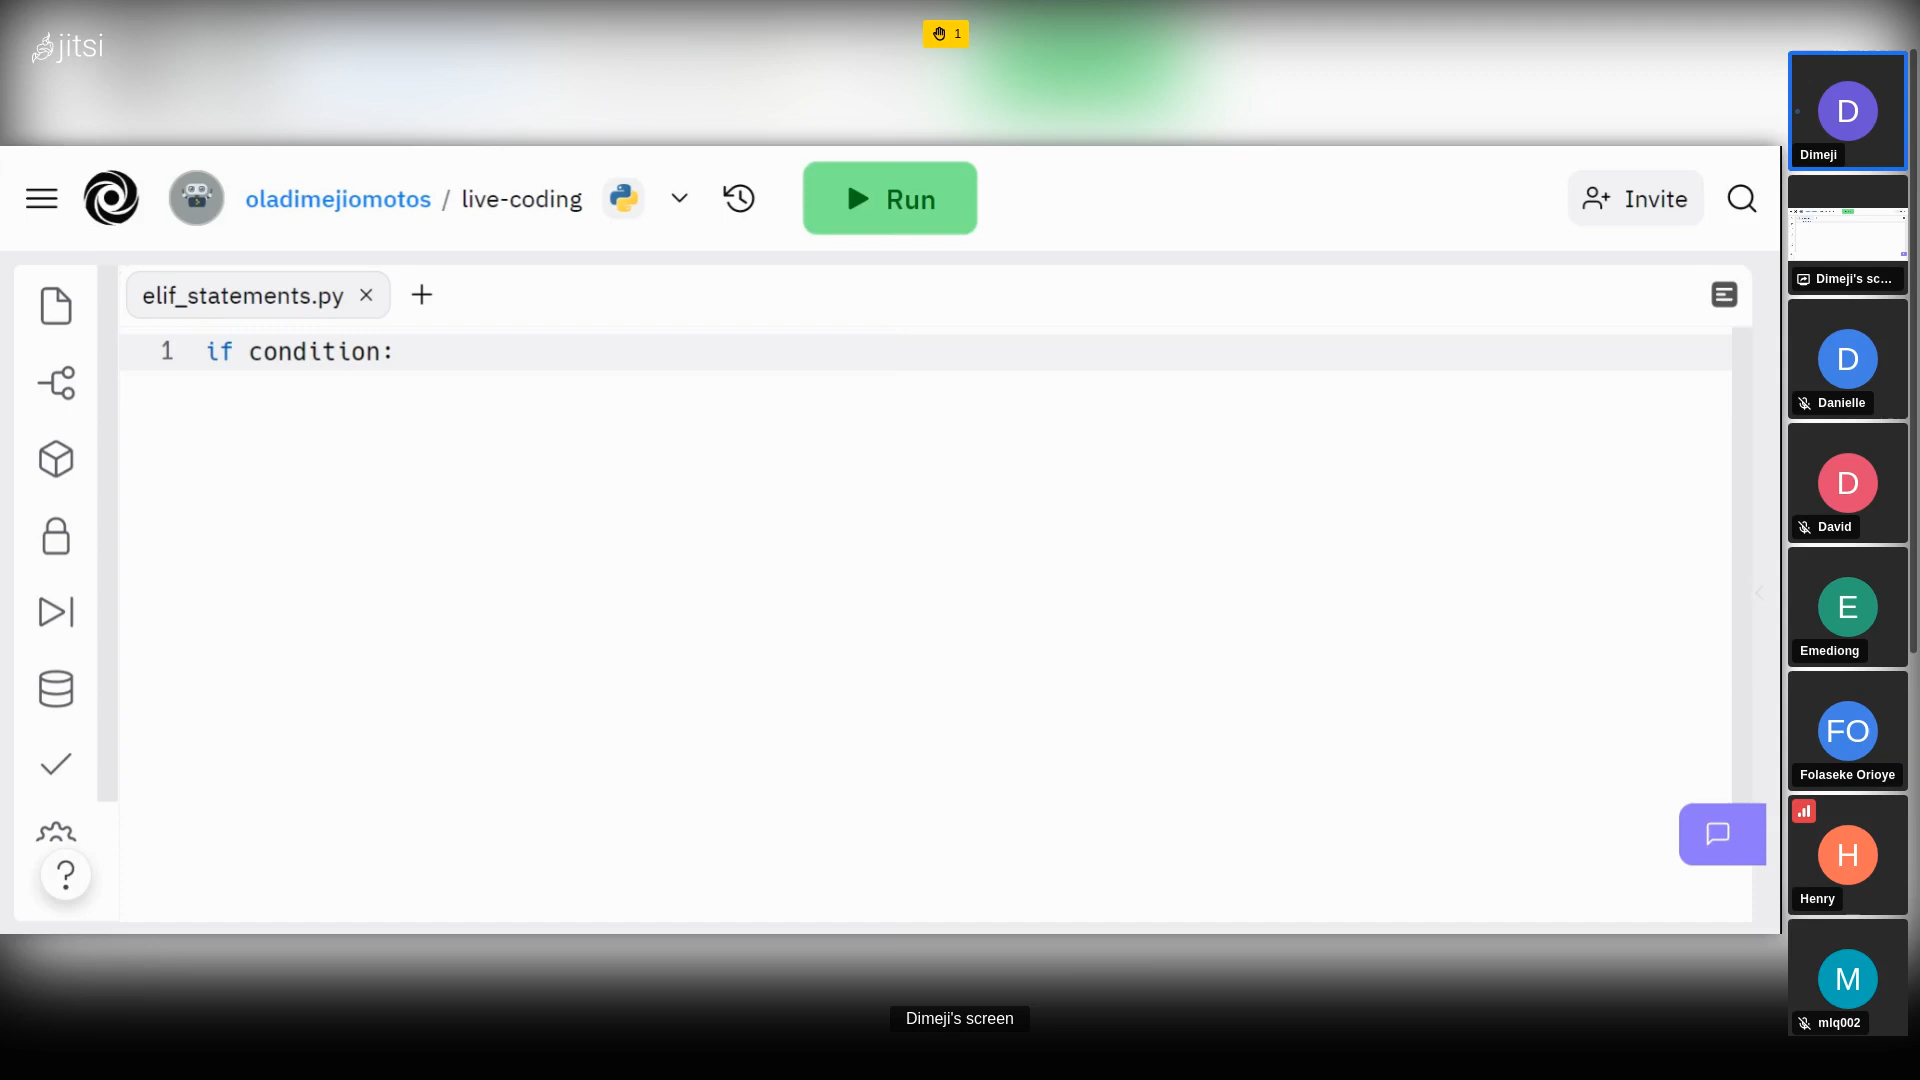 jitsi
1
oladimejiomotos / live-coding
Run
Invite
elif_statements.py
1 if condition:
?
Dimeji's screen
D
Dimeji
Dimeji's sc...
D
Danielle
D
David
E
Emediong
FO
Folaseke Orioye
H
Henry
M
mlq002